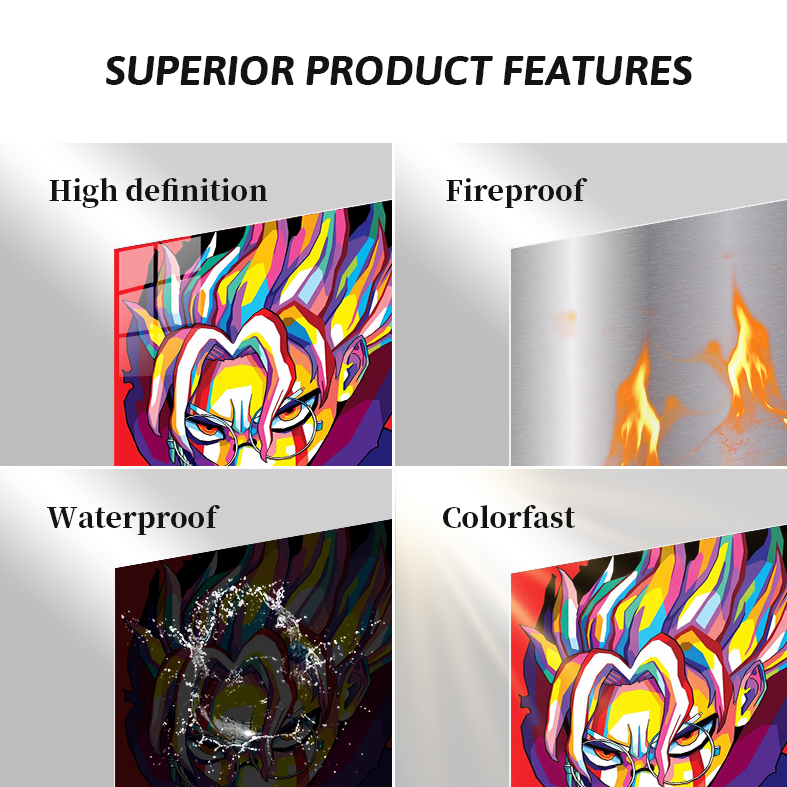 SUPERIOR PRODUCT FEATURES
High definition
Fireproof
Waterproof
Colorfast